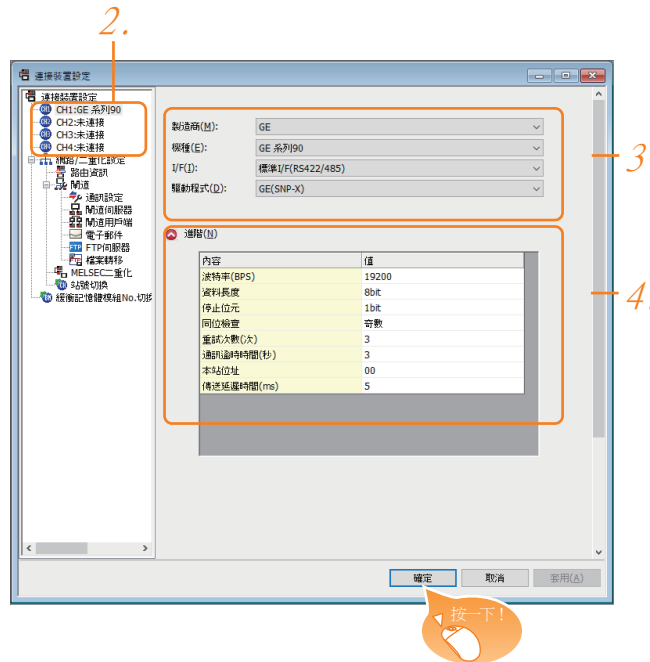 2.
連接裝置設定
連接裝置設定
CH1:GE 系列90
CH2:未連接
CH3:未連接
CH4:未連接
網路/二重化設定
路由資訊
閘道
通訊設定
閘道伺服器
閘道用戶端
電子郵件
FTP伺服器
檔案轉移
MELSEC二重化
站號切換
緩衝記憶體模組No.切換
製造商(M): GE
機種(E): GE 系列90
I/F(I): 標準I/F(RS422/485)
驅動程式(D): GE(SNP-X)
3
進階(N)
內容 值
波特率(BPS) 19200
資料長度 8bit
停止位元 1bit
同位檢查 奇數
重試次數(次) 3
通訊逾時時間(秒) 3
本站位址 00
傳送延遲時間(ms) 5
4.
確定 取消 套用(A)
按一下!